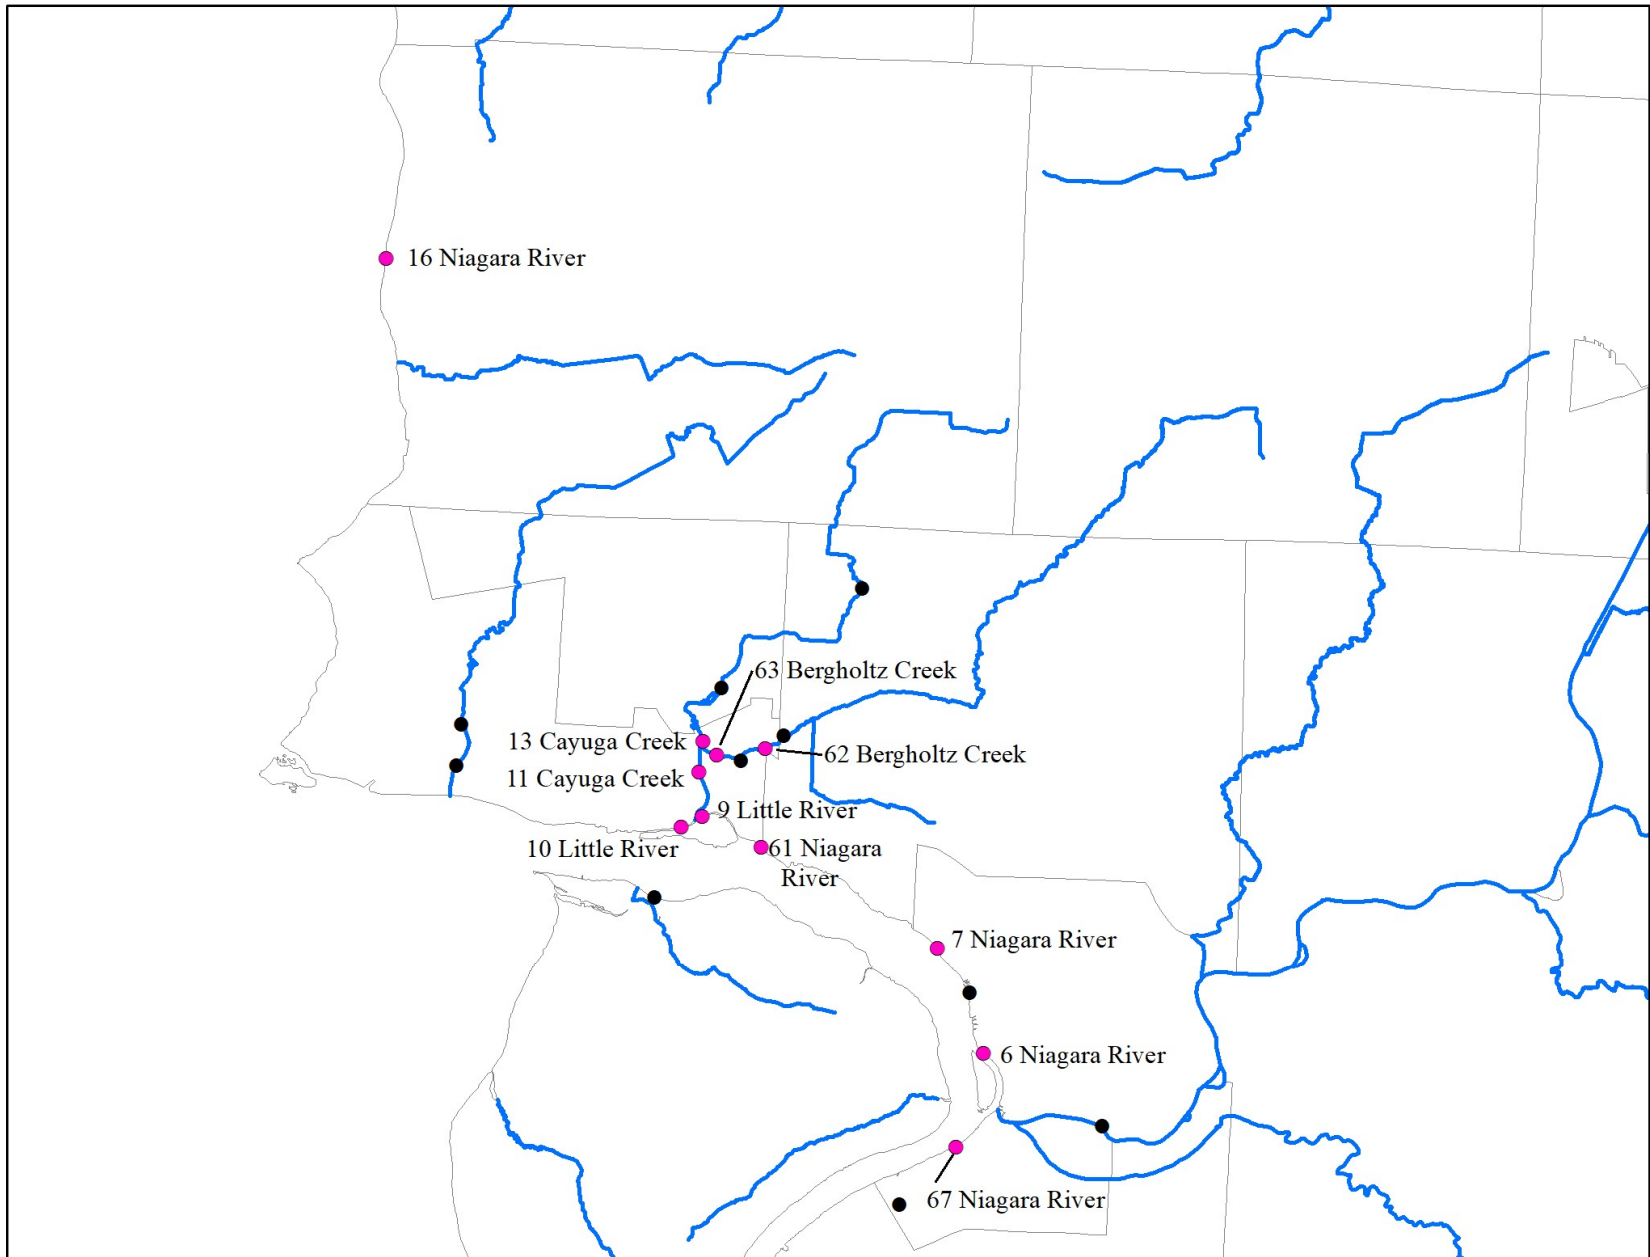 16 Niagara River
63 Bergholtz Creek
13 Cayuga Creek
62 Bergholtz Creek
11 Cayuga Creek
9 Little River
10 Little River
61 Niagara
River
7 Niagara River
6 Niagara River
67 Niagara River